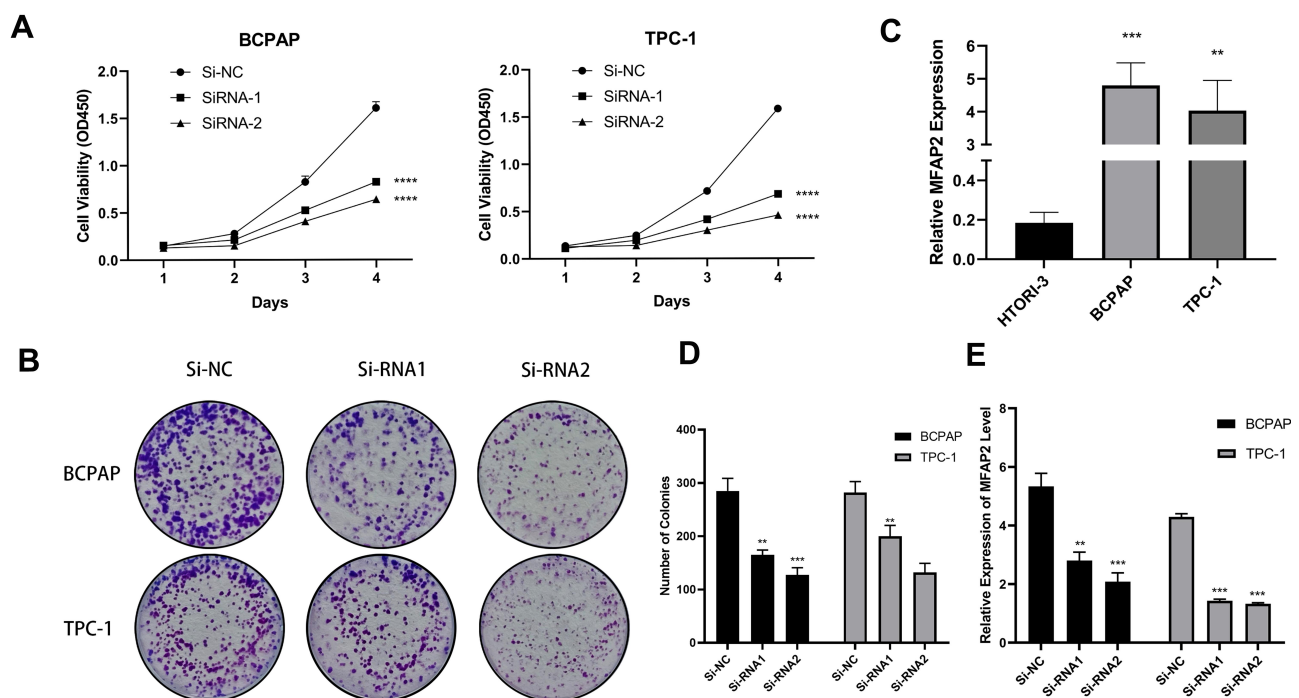 A
BCPAP
Cell Viability (OD450)
2.0
1.5
1.0
0.5
0.0
Si-NC
SiRNA-1
SiRNA-2
****
****
1 2 3 4
Days
TPC-1
Cell Viability (OD450)
2.0
1.5
1.0
0.5
0.0
Si-NC
SiRNA-1
SiRNA-2
****
****
1 2 3 4
Days
C
Relative MFAP2 Expression
6
5
4
3
0.4
0.2
0.0
***
**
HTORI-3 BCPAP TPC-1
B
Si-NC Si-RNA1 Si-RNA2
BCPAP
TPC-1
D
Number of Colonies
400
300
200
100
0
BCPAP
TPC-1
** *** **
Si-NC Si-RNA1 Si-RNA2 Si-NC Si-RNA1 Si-RNA2
E
Relative Expression of MFAP2 Level
8
6
4
2
0
BCPAP
TPC-1
** *** *** ***
Si-NC Si-RNA1 Si-RNA2 Si-NC Si-RNA1 Si-RNA2